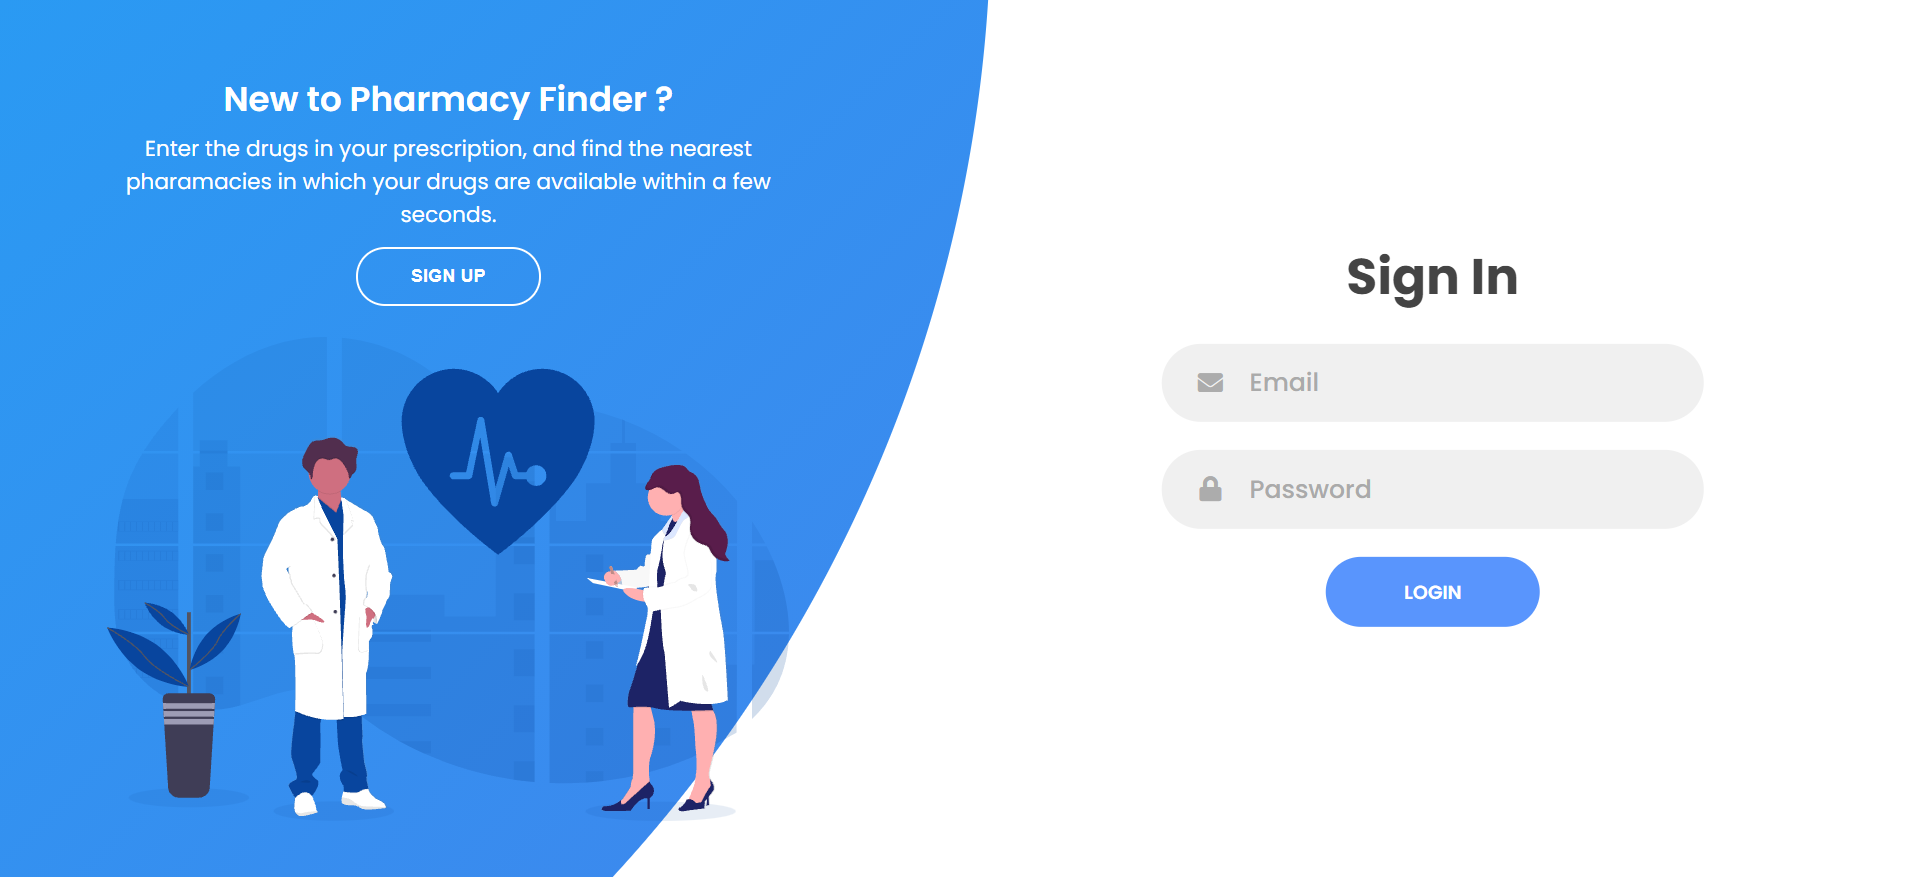 New to Pharmacy Finder ?
Enter the drugs in your prescription, and find the nearest
pharamacies in which your drugs are available within a few
seconds.
SIGN UP
Sign In
Email
Password
LOGIN